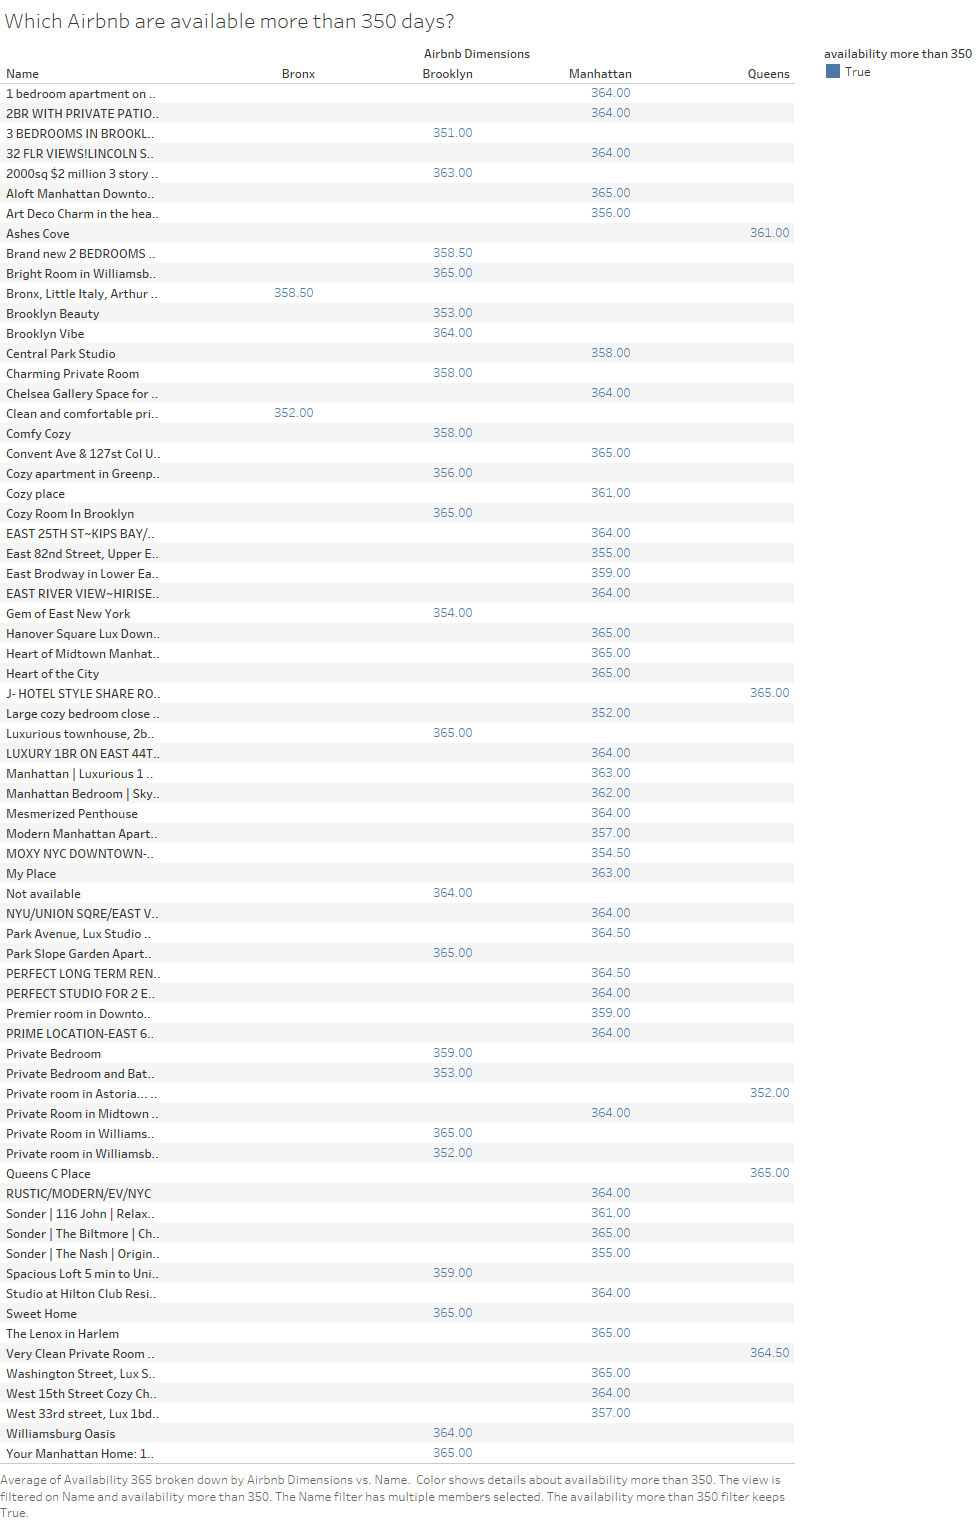 Which Airbnb are available more than 350 days?
Airbnb Dimensions
Name Bronx Brooklyn Manhattan Queens
availability more than 350
True
1 bedroom apartment on .. 364.00
2BR WITH PRIVATE PATIO.. 364.00
3 BEDROOMS IN BROOKL.. 351.00
32 FLR VIEWS!LINCOLN S.. 364.00
2000sq $2 million 3 story .. 363.00
Aloft Manhattan Downto.. 365.00
Art Deco Charm in the hea.. 356.00
Ashes Cove 361.00
Brand new 2 BEDROOMS .. 358.50
Bright Room in Williamsb.. 365.00
Bronx, Little Italy, Arthur .. 358.50
Brooklyn Beauty 353.00
Brooklyn Vibe 364.00
Central Park Studio 358.00
Charming Private Room 358.00
Chelsea Gallery Space for .. 364.00
Clean and comfortable pri.. 352.00
Comfy Cozy 358.00
Convent Ave & 127st Col U.. 365.00
Cozy apartment in Greenp.. 356.00
Cozy place 361.00
Cozy Room In Brooklyn 365.00
EAST 25TH ST~KIPS BAY/.. 364.00
East 82nd Street, Upper E.. 355.00
East Brodway in Lower Ea.. 359.00
EAST RIVER VIEW~HIRISE.. 364.00
Gem of East New York 354.00
Hanover Square Lux Down.. 365.00
Heart of Midtown Manhat.. 365.00
Heart of the City 365.00
J- HOTEL STYLE SHARE RO.. 365.00
Large cozy bedroom close .. 352.00
Luxurious townhouse, 2b.. 365.00
LUXURY 1BR ON EAST 44T.. 364.00
Manhattan | Luxurious 1 .. 363.00
Manhattan Bedroom | Sky.. 362.00
Mesmerized Penthouse 364.00
Modern Manhattan Apart.. 357.00
MOXY NYC DOWNTOWN-.. 354.50
My Place 363.00
Not available 364.00
NYU/UNION SQRE/EAST V.. 364.00
Park Avenue, Lux Studio .. 364.50
Park Slope Garden Apart.. 365.00
PERFECT LONG TERM REN.. 364.50
PERFECT STUDIO FOR 2 E.. 364.00
Premier room in Downto.. 359.00
PRIME LOCATION-EAST 6.. 364.00
Private Bedroom 359.00
Private Bedroom and Bat.. 353.00
Private room in Astoria... .. 352.00
Private Room in Midtown .. 364.00
Private Room in Williams.. 365.00
Private room in Williamsb.. 352.00
Queens C Place 365.00
RUSTIC/MODERN/EV/NYC 364.00
Sonder | 116 John | Relax.. 361.00
Sonder | The Biltmore | Ch.. 365.00
Sonder | The Nash | Origin.. 355.00
Spacious Loft 5 min to Uni.. 359.00
Studio at Hilton Club Resi.. 364.00
Sweet Home 365.00
The Lenox in Harlem 365.00
Very Clean Private Room .. 364.50
Washington Street, Lux S.. 365.00
West 15th Street Cozy Ch.. 364.00
West 33rd street, Lux 1bd.. 357.00
Williamsburg Oasis 364.00
Your Manhattan Home: 1.. 365.00
Average of Availability 365 broken down by Airbnb Dimensions vs. Name. Color shows details about availability more than 350. The view is
filtered on Name and availability more than 350. The Name filter has multiple members selected. The availability more than 350 filter keeps
True.